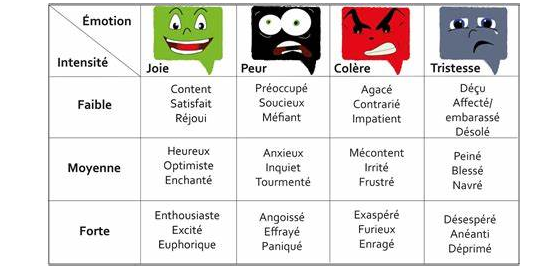 Émotion
Intensité
Joie
Peur
Colère
Tristesse
Faible
Content
Satisfait
Réjoui
Préoccupé
Soucieux
Méfiant
Agacé
Contrarié
Impatient
Déçu
Affecté/
embarassé
Désolé
Moyenne
Heureux
Optimiste
Enchanté
Anxieux
Inquiet
Tourmenté
Mécontent
Irrité
Frustré
Peiné
Blessé
Navré
Forte
Enthousiaste
Excité
Euphorique
Angoissé
Effrayé
Paniqué
Exaspéré
Furieux
Enragé
Désespéré
Anéanti
Déprimé